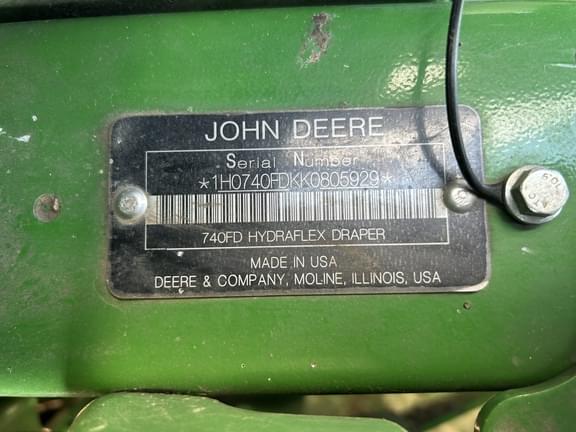 JOHN DEERE
Serial Number
*1H0740FDKK0805929*
740FD HYDRAFLEX DRAPER
MADE IN USA
DEERE & COMPANY, MOLINE, ILLINOIS, USA